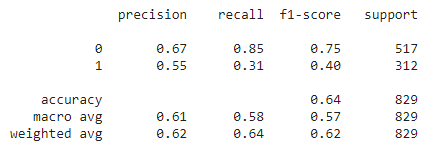 precision recall f1-score support
0 0.67 0.85 0.75 517
1 0.55 0.31 0.40 312
accuracy 0.64 829
macro avg 0.61 0.58 0.57 829
weighted avg 0.62 0.64 0.62 829